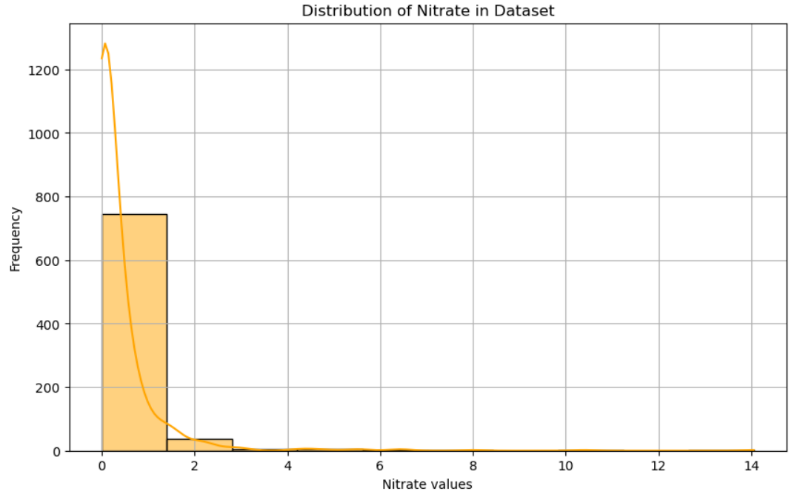 Distribution of Nitrate in Dataset
Frequency
1200
1000
800
600
400
200
0
0 2 4 6 8 10 12 14
Nitrate values